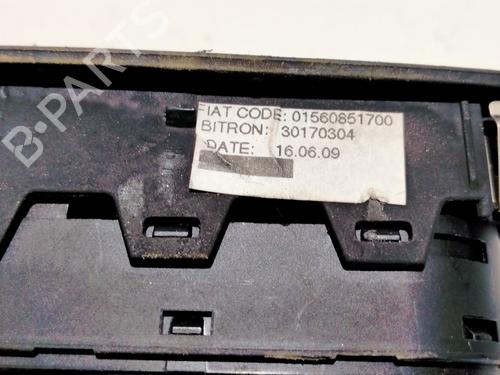 FIAT CODE: 01560851700
BITRON: 30170304
DATE: 16.06.09
B-PARTS